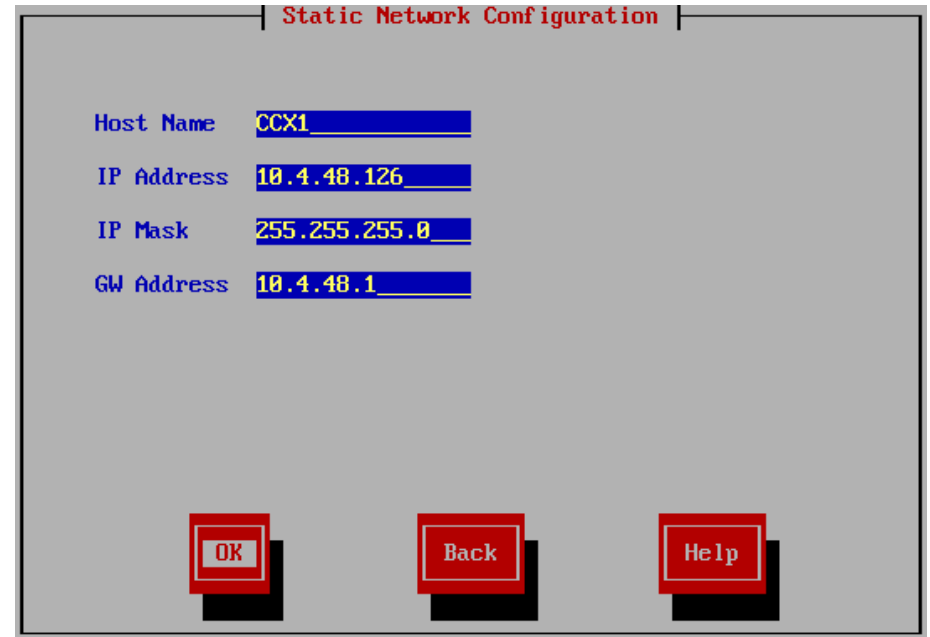 Static Network Configuration
Host Name CCX1
IP Address 10.4.48.126
IP Mask 255.255.255.0
GW Address 10.4.48.1
OK Back Help